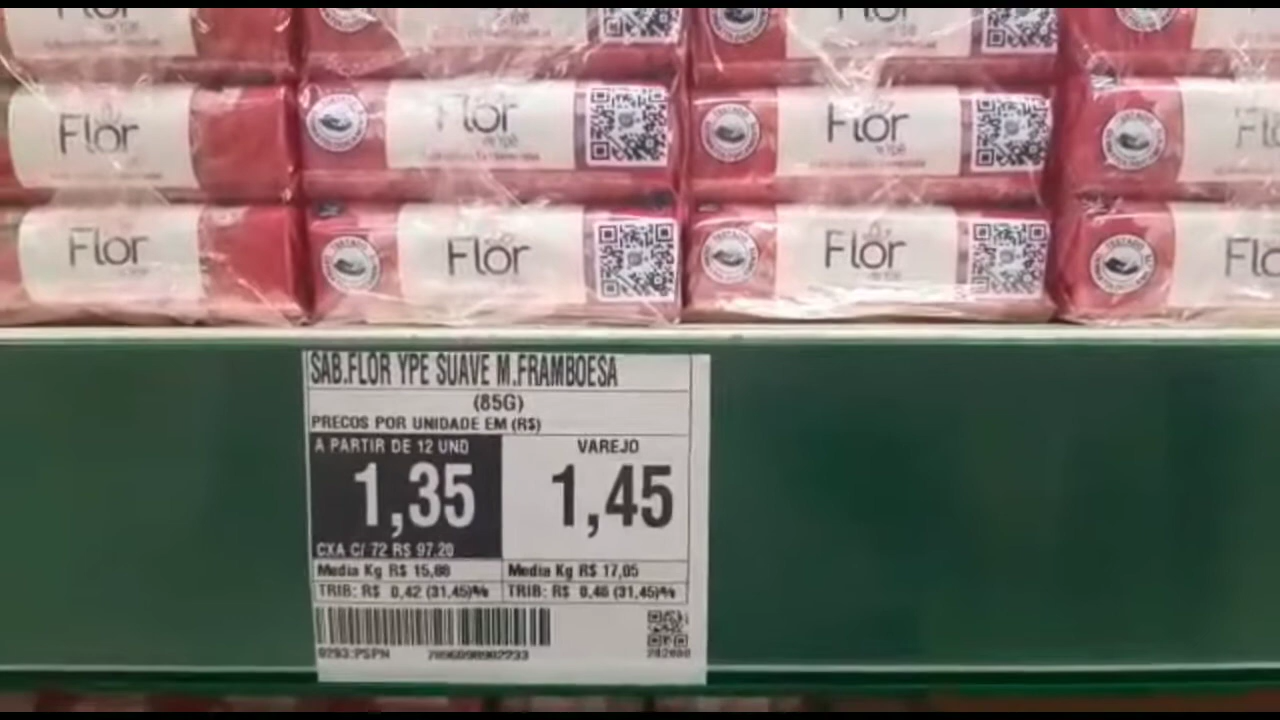 Flor
Flor
Flor
Flor
Flor
Flor
Flor
Flor
SAB.FLOR YPE SUAVE M.FRAMBOESA
(85G)
PRECOS POR UNIDADE EM (R$)
A PARTIR DE 12 UND
1,35
CXA C/ 72 R$ 97,20
VAREJO
1,45
Media Kg R$ 15,88
Media Kg R$ 17,05
TRIB: R$ 0,42 (31,45)%
TRIB: R$ 0,46 (31,45)%